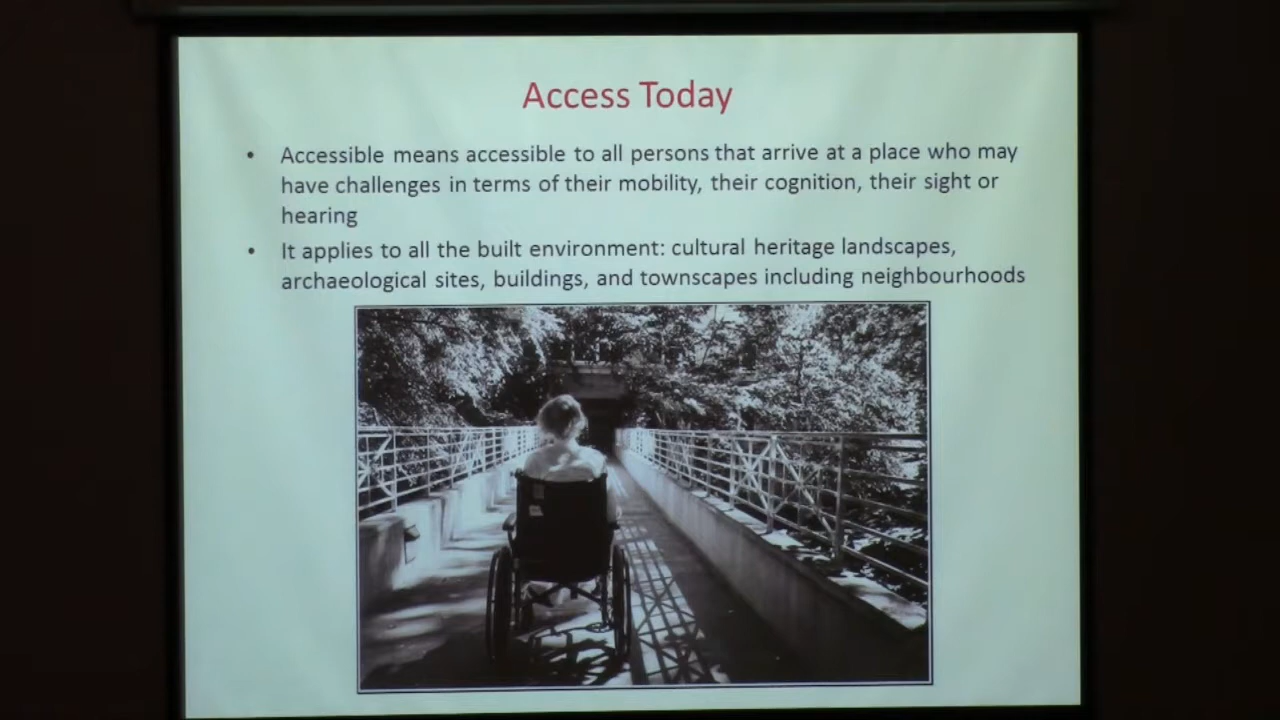 Access Today
• Accessible means accessible to all persons that arrive at a place who may
have challenges in terms of their mobility, their cognition, their sight or
hearing
• It applies to all the built environment: cultural heritage landscapes,
archaeological sites, buildings, and townscapes including neighbourhoods